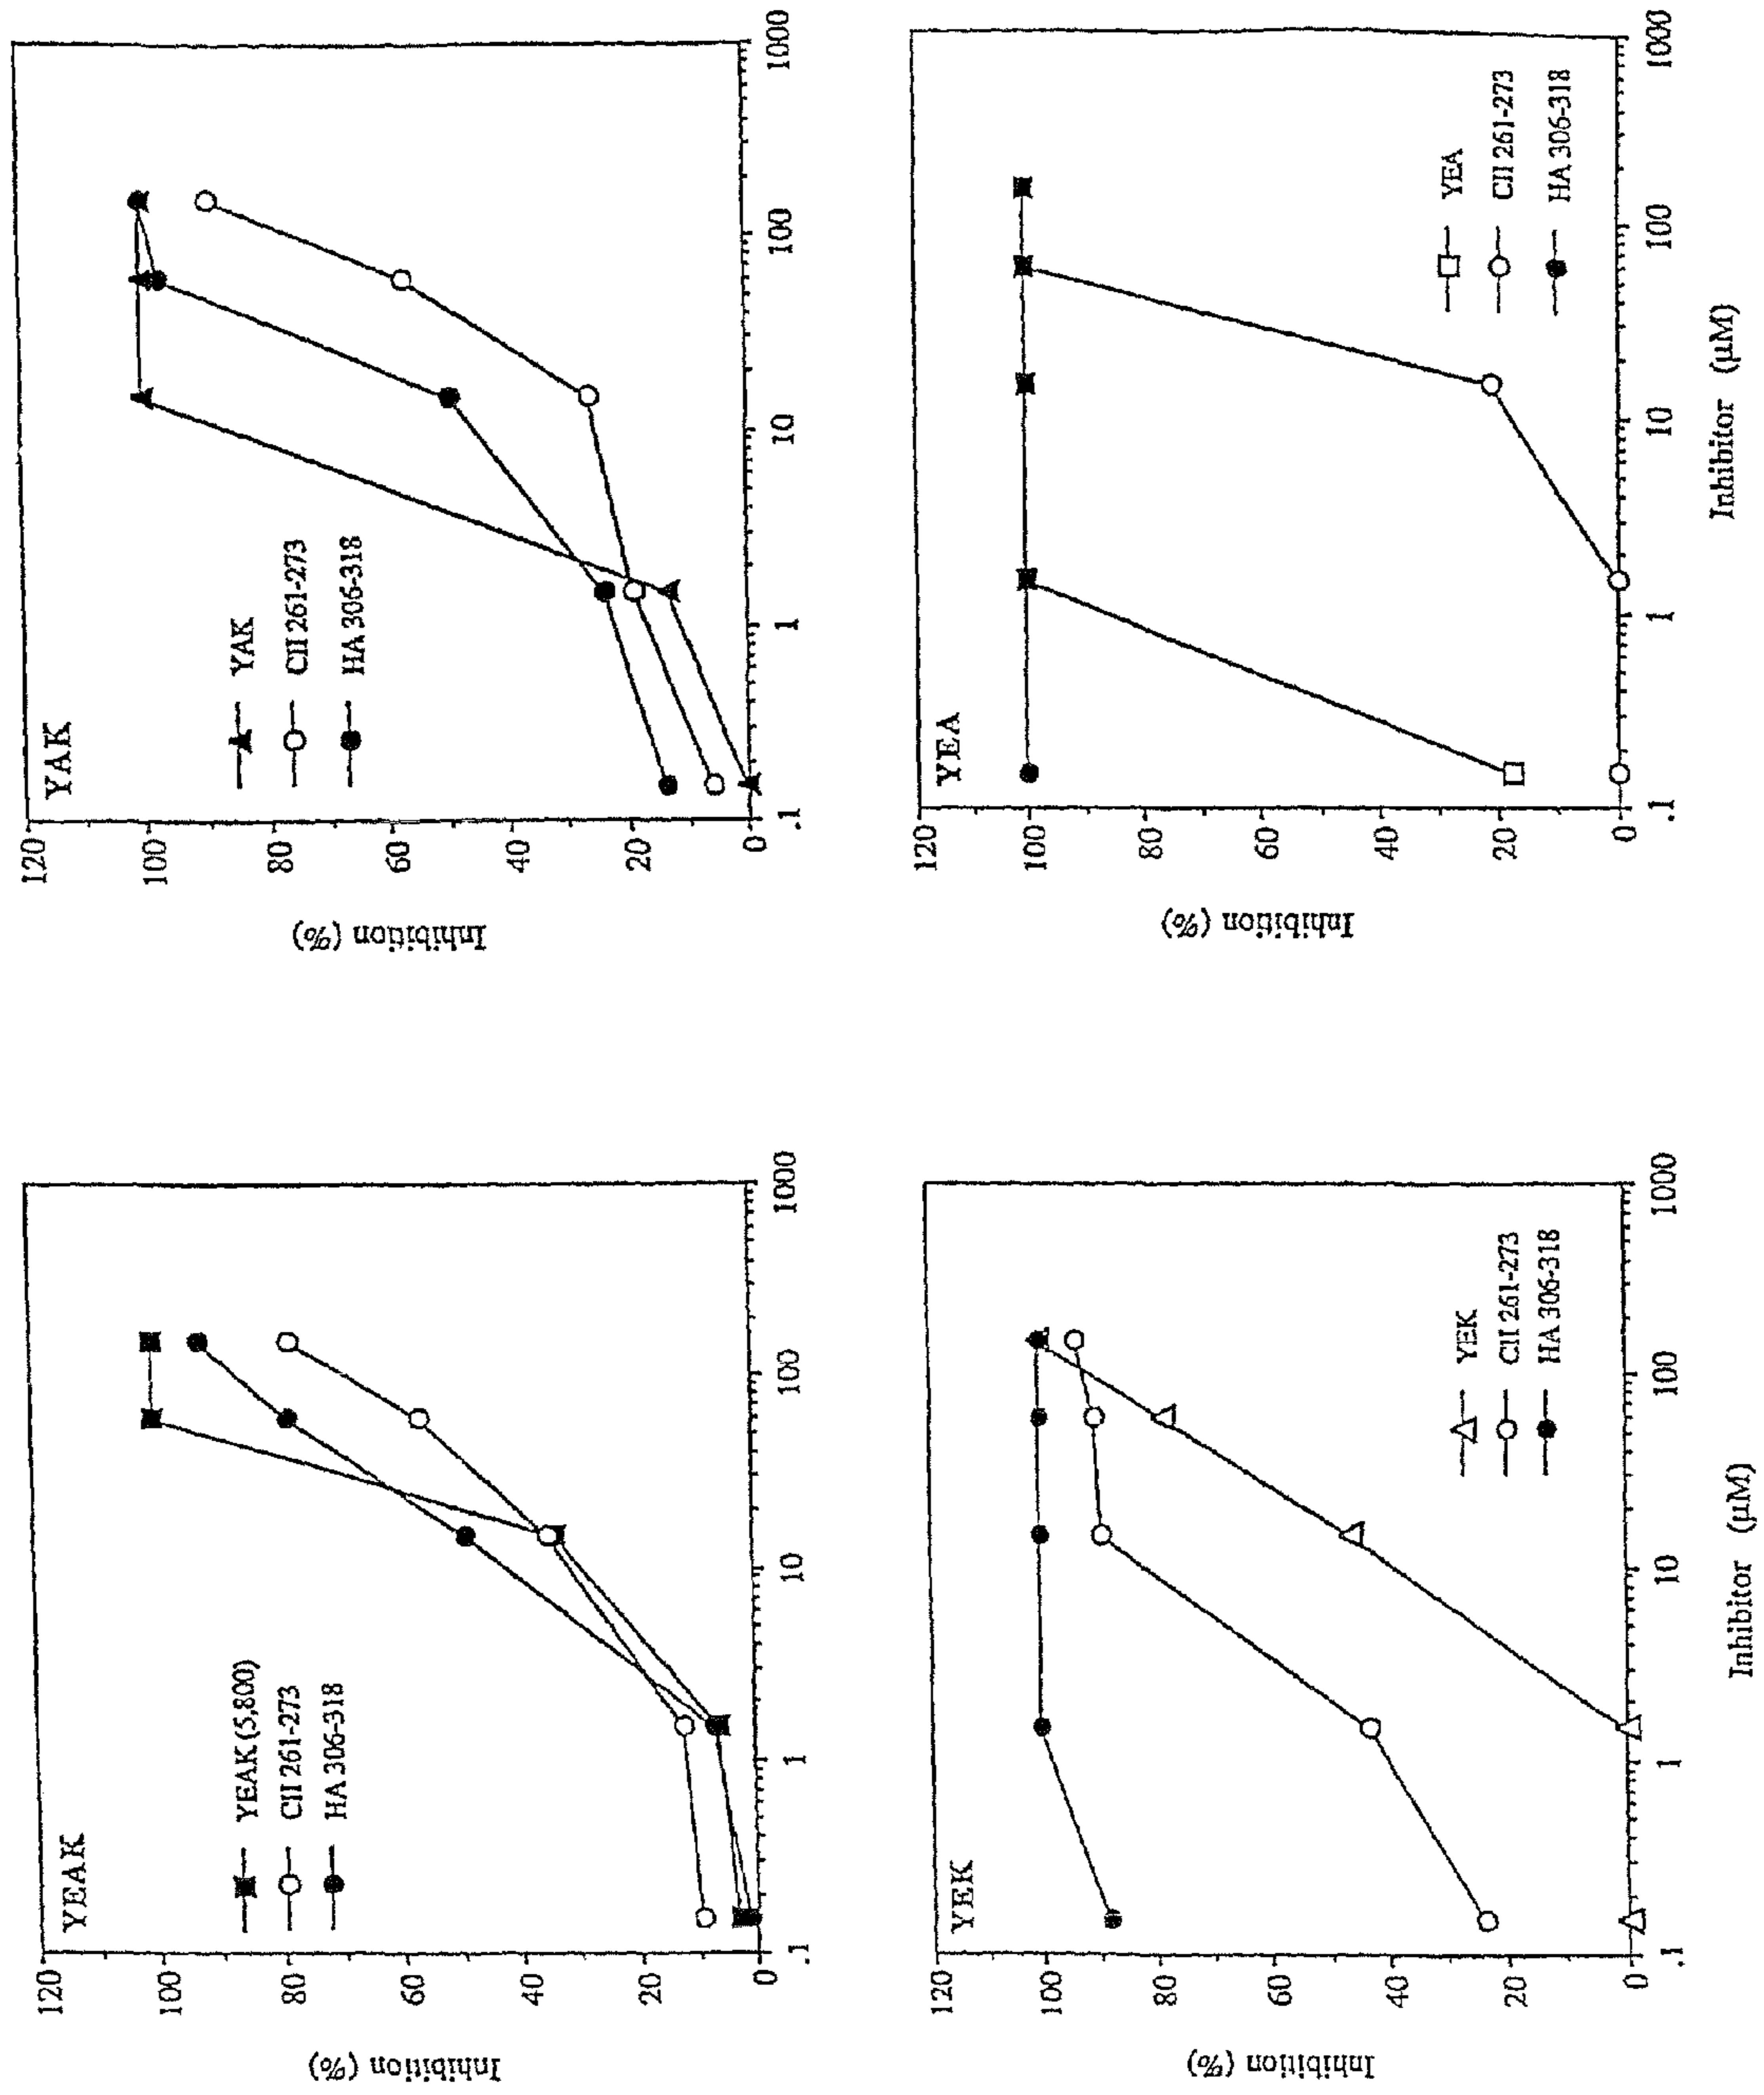 YEAK
YEAK (5,800)
CII 261-273
HA 306-318
Inhibition (%)
120
100
80
60
40
20
0
.1
1
10
100
1000
YAK
YAK
CII 261-273
HA 306-318
Inhibition (%)
120
100
80
60
40
20
0
.1
1
10
100
1000
YEK
YEK
CII 261-273
HA 306-318
Inhibition (%)
120
100
80
60
40
20
0
.1
1
10
100
1000
Inhibitor (µM)
YEA
YEA
CII 261-273
HA 306-318
Inhibition (%)
120
100
80
60
40
20
0
.1
1
10
100
1000
Inhibitor (µM)